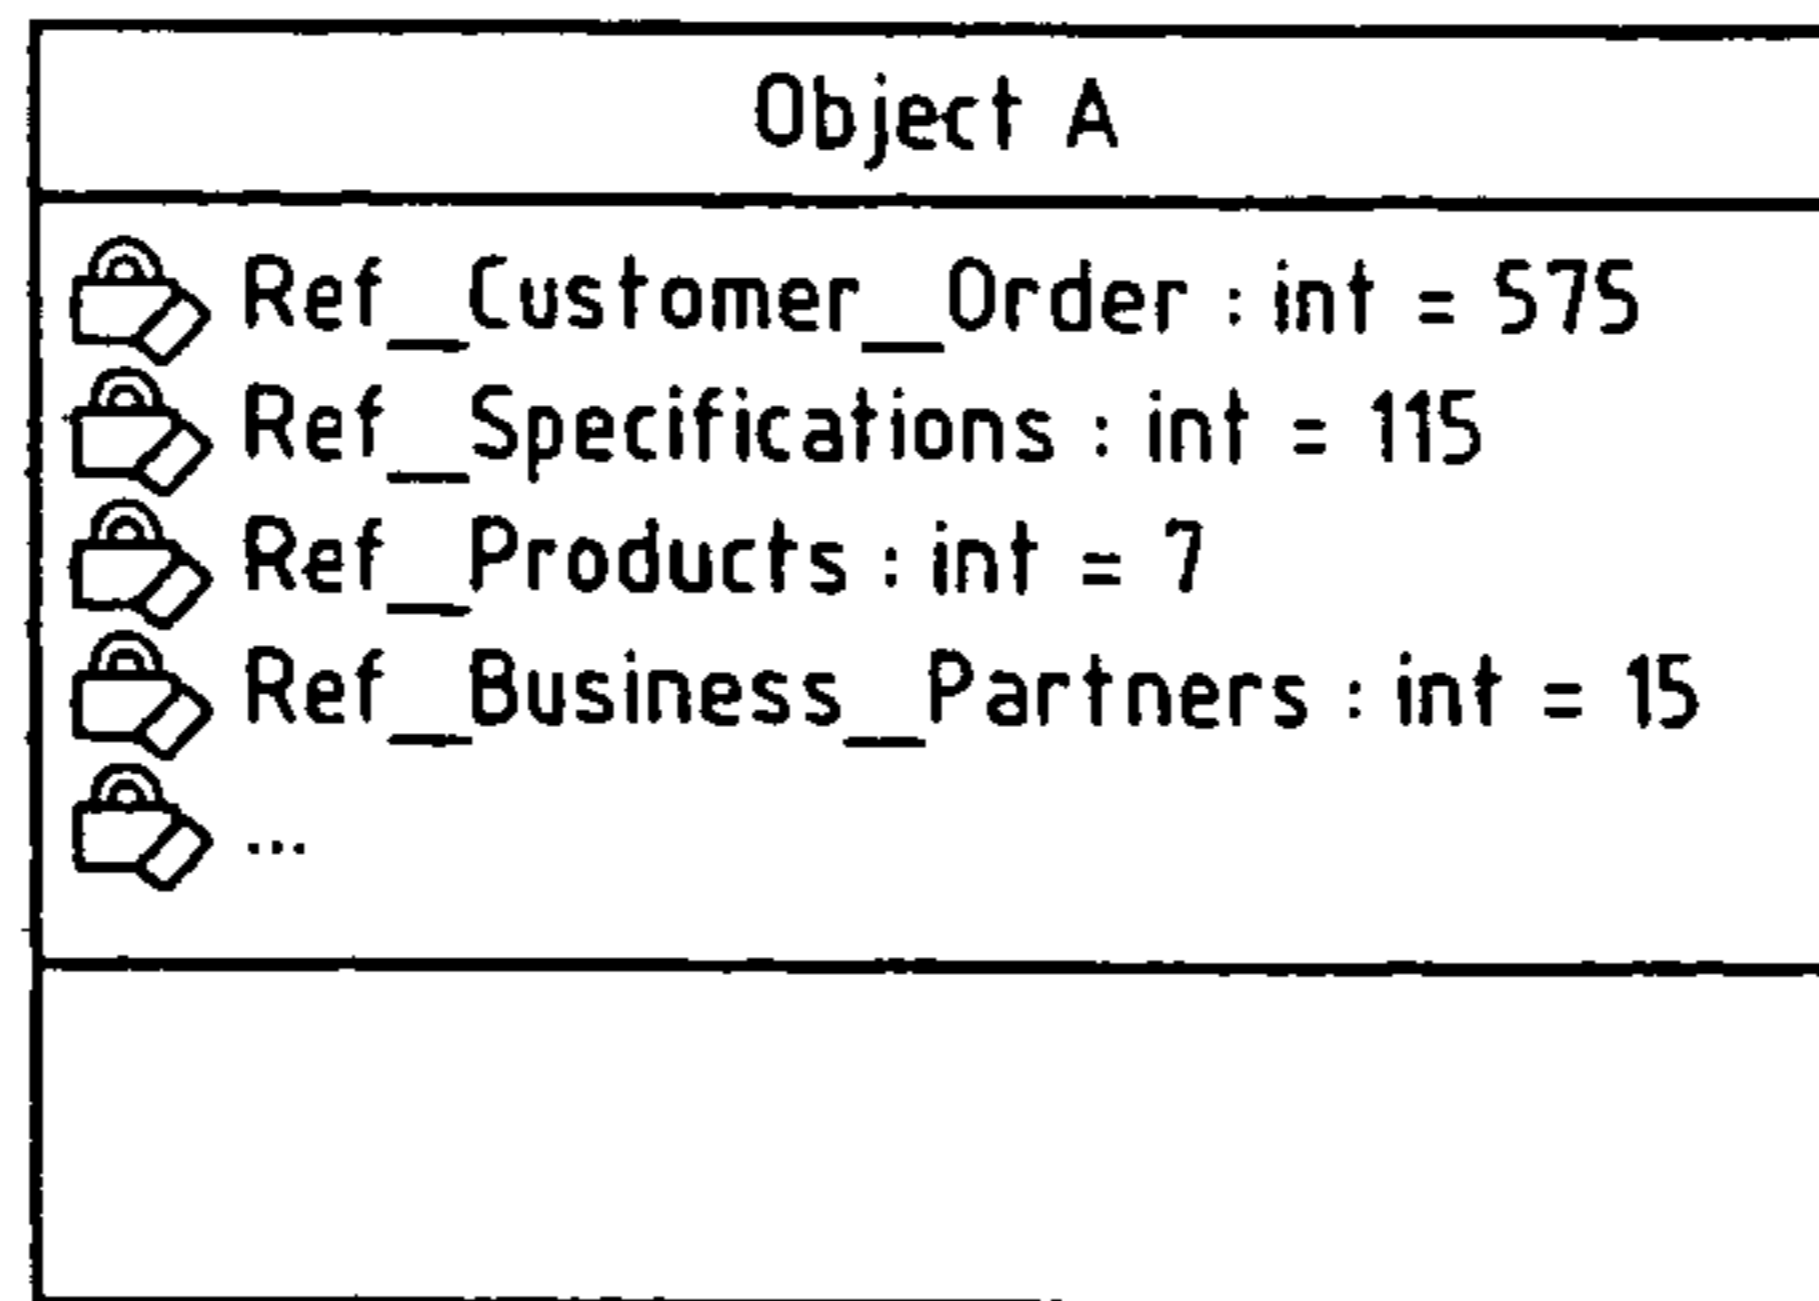 Object A
Ref_Customer_Order : int = 575
Ref_Specifications : int = 115
Ref_Products : int = 7
Ref_Business_Partners : int = 15
...